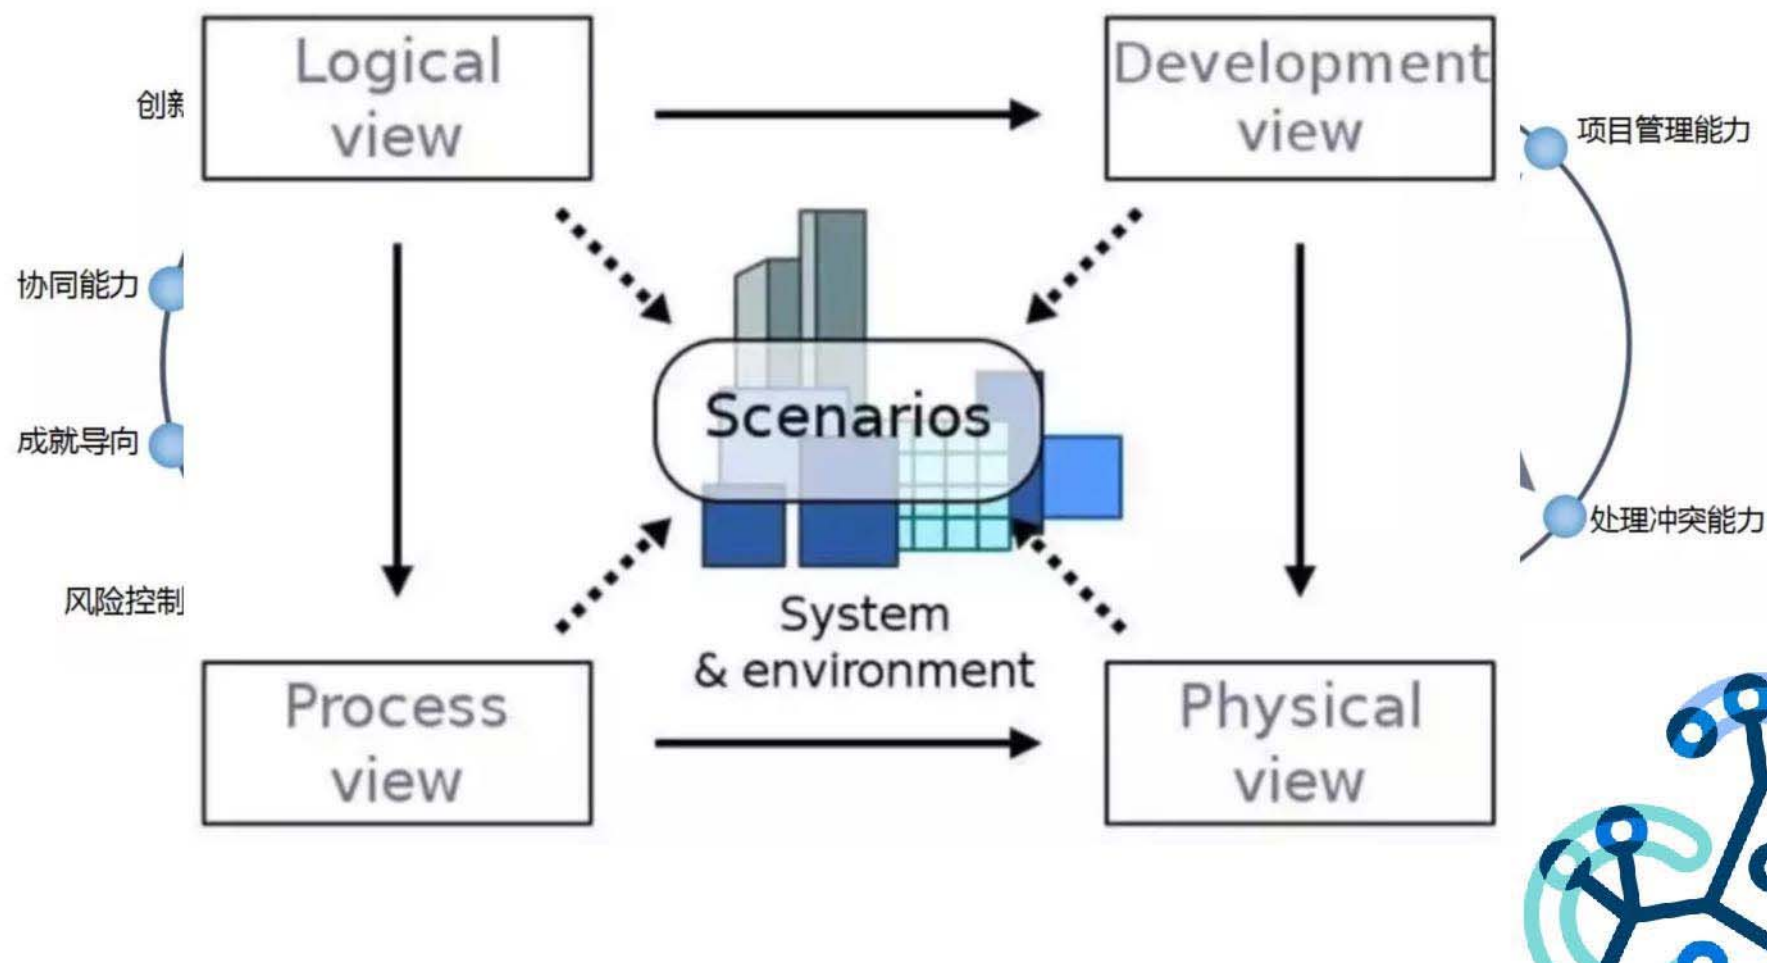 Logical
view
Development
view
创新
项目管理能力
协同能力
Scenarios
成就导向
处理冲突能力
风险控制
System
& environment
Process
view
Physical
view